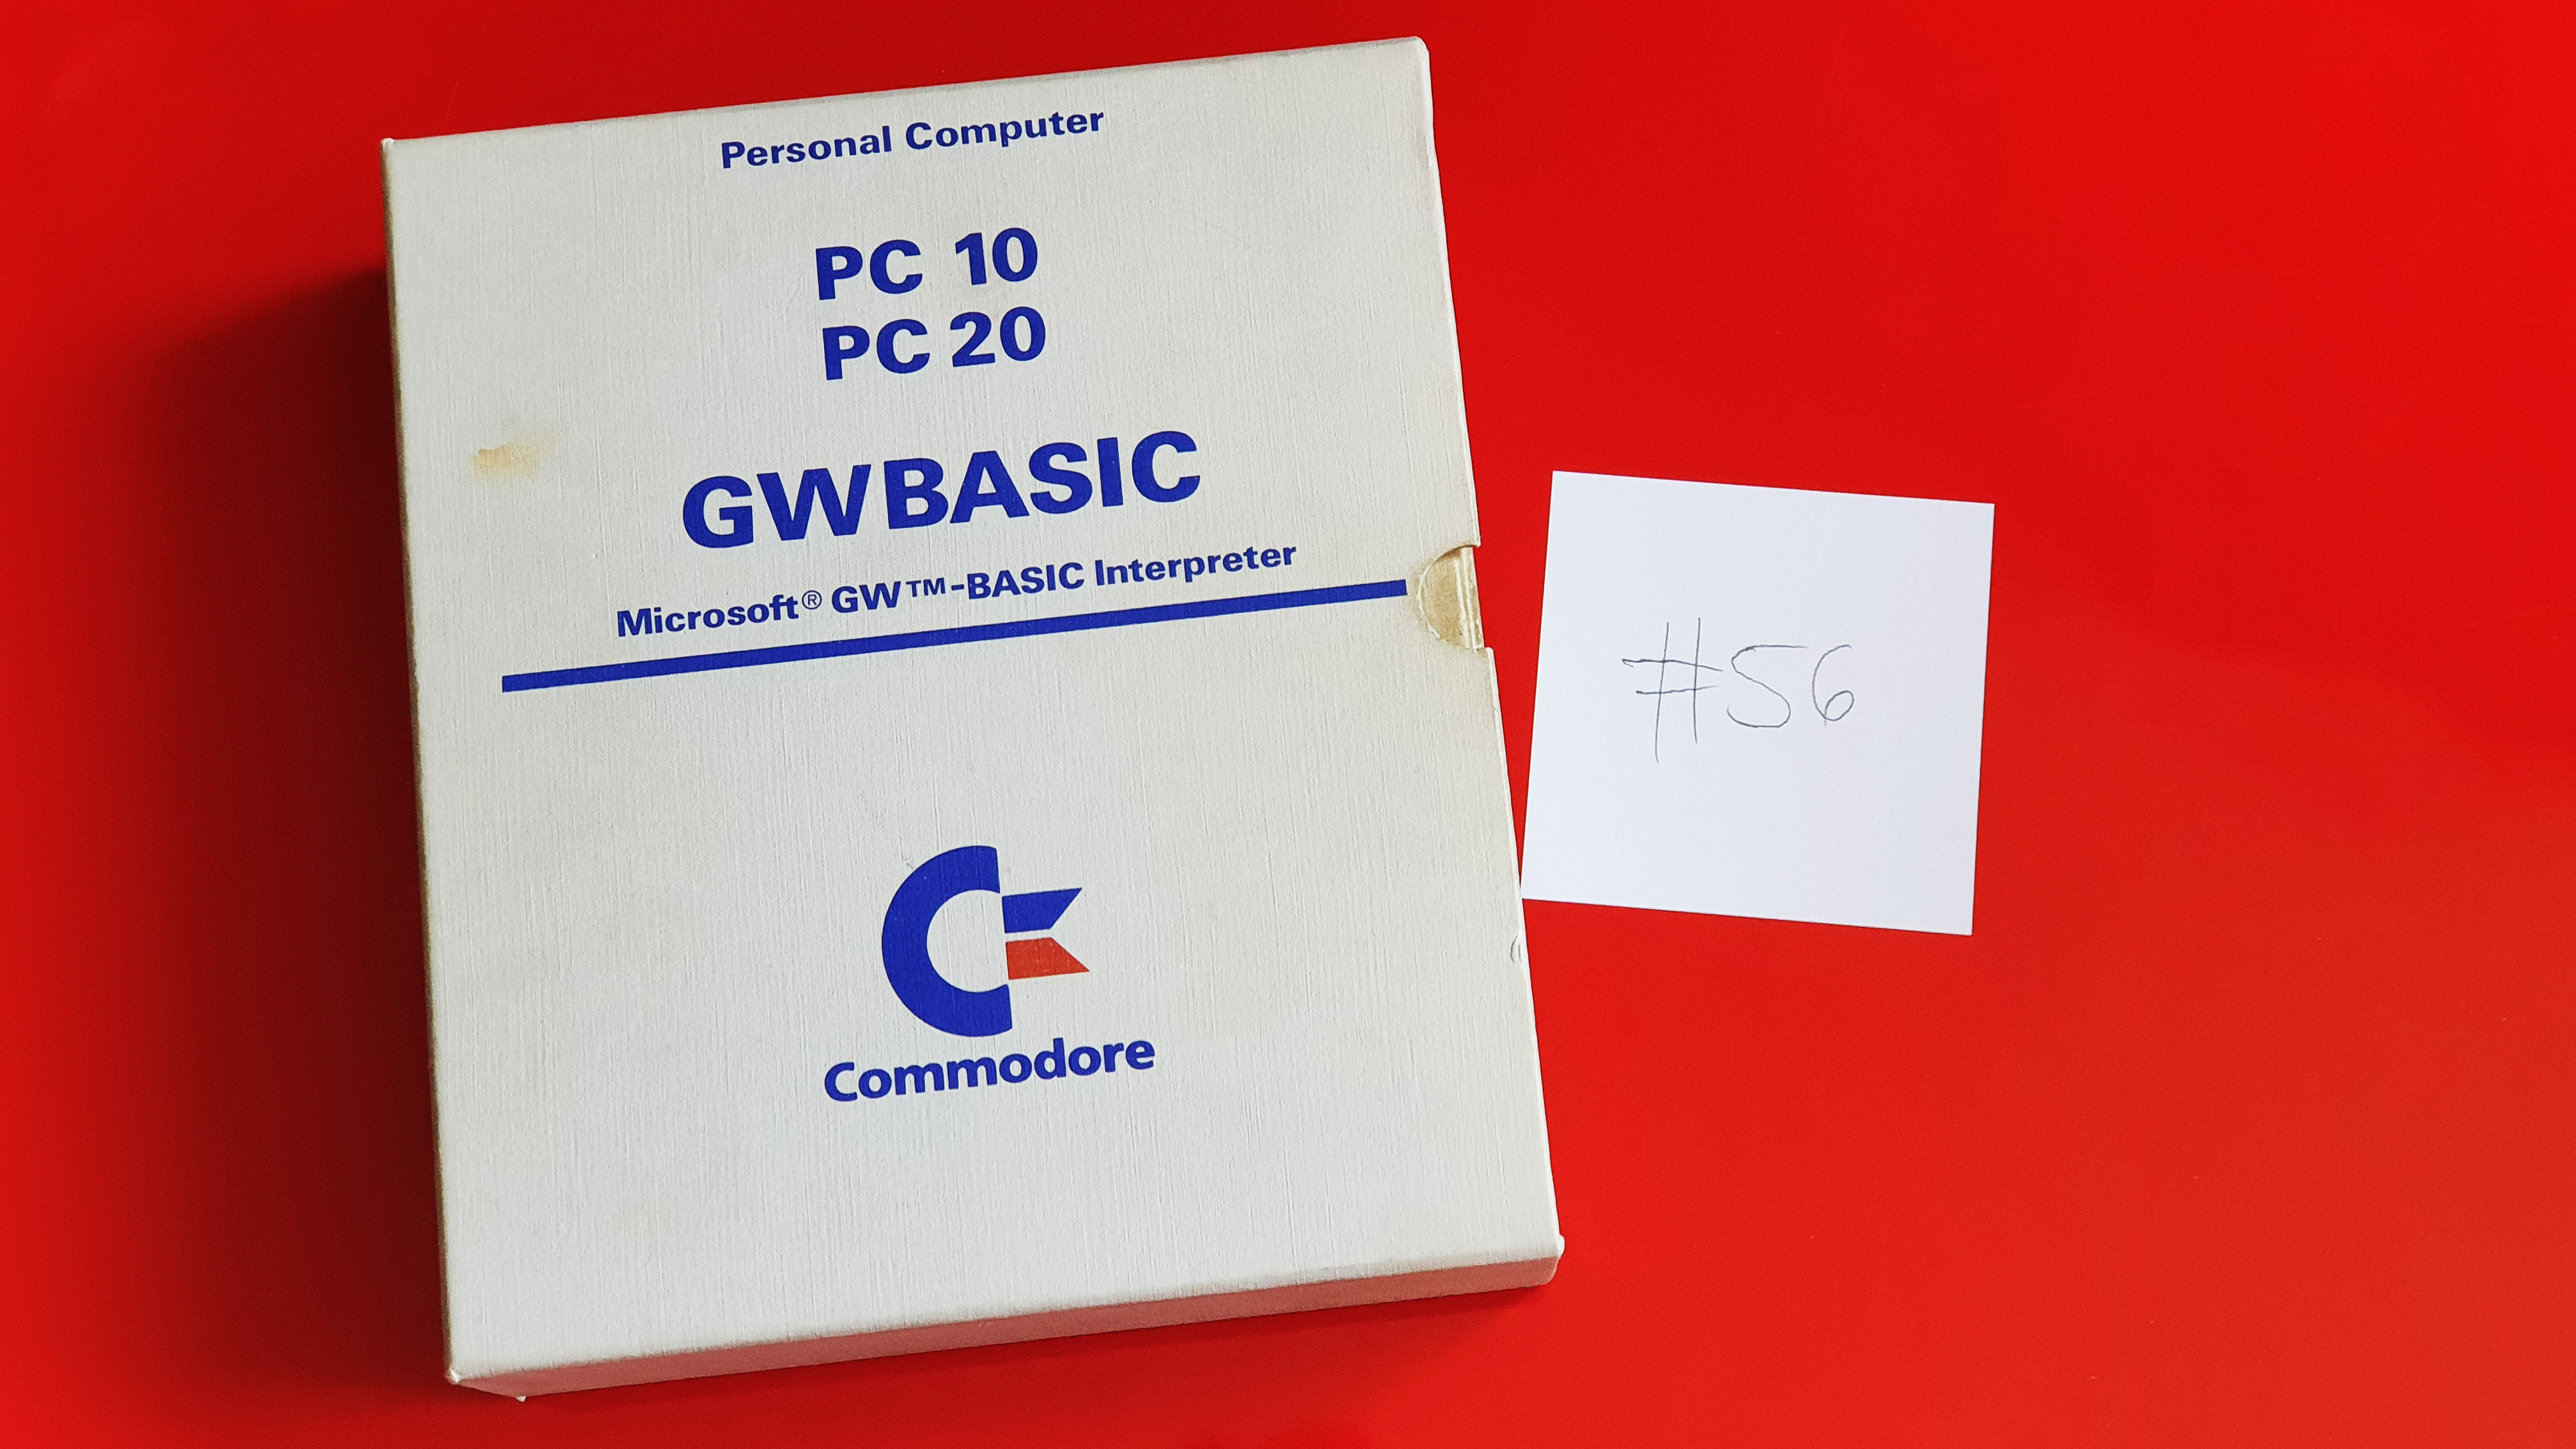 Personal Computer
PC 10
PC 20
GWBASIC
Microsoft® GW™-BASIC Interpreter
Commodore
#56